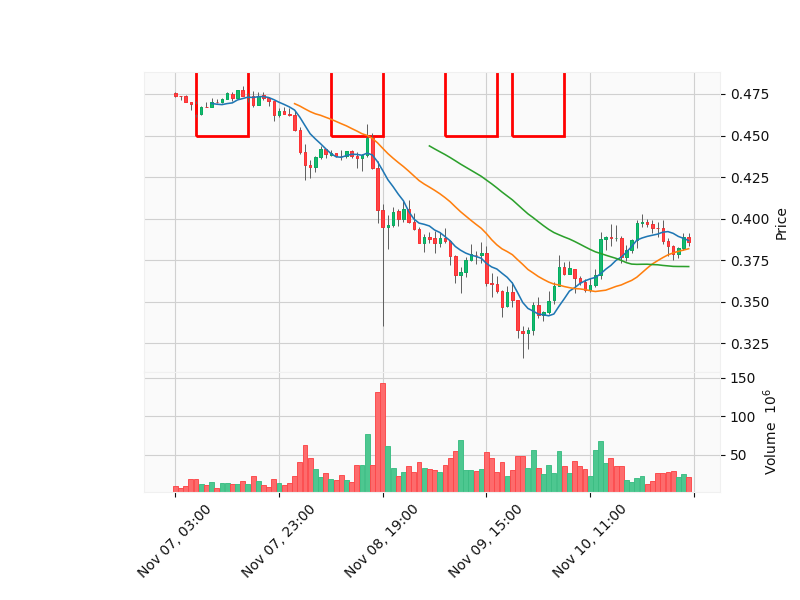 0.475
0.450
0.425
0.400
0.375
0.350
0.325
Price
150
100
50
Volume 10⁶
Nov 07, 03:00
Nov 07, 23:00
Nov 08, 19:00
Nov 09, 15:00
Nov 10, 11:00